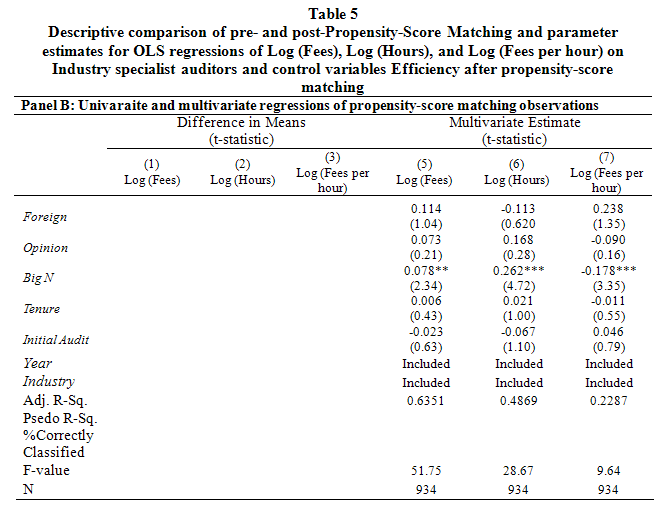 Table 5
Descriptive comparison of pre- and post-Propensity-Score Matching and parameter
estimates for OLS regressions of Log (Fees), Log (Hours), and Log (Fees per hour) on
Industry specialist auditors and control variables Efficiency after propensity-score
matching
Panel B: Univaraite and multivariate regressions of propensity-score matching observations
Difference in Means Multivariate Estimate
(t-statistic) (t-statistic)
(1) (2) (3) (5) (6) (7)
Log (Fees) Log (Hours) Log (Fees per Log (Fees) Log (Hours) Log (Fees per
hour) hour)
Foreign 0.114 -0.113 0.238
(1.04) (0.620 (1.35)
Opinion 0.073 0.168 -0.090
(0.21) (0.28) (0.16)
Big N 0.078** 0.262*** -0.178***
(2.34) (4.72) (3.35)
Tenure 0.006 0.021 -0.011
(0.43) (1.00) (0.55)
Initial Audit -0.023 -0.067 0.046
(0.63) (1.10) (0.79)
Year Included Included Included
Industry Included Included Included
Adj. R-Sq. 0.6351 0.4869 0.2287
Psedo R-Sq.
%Correctly
Classified
F-value 51.75 28.67 9.64
N 934 934 934